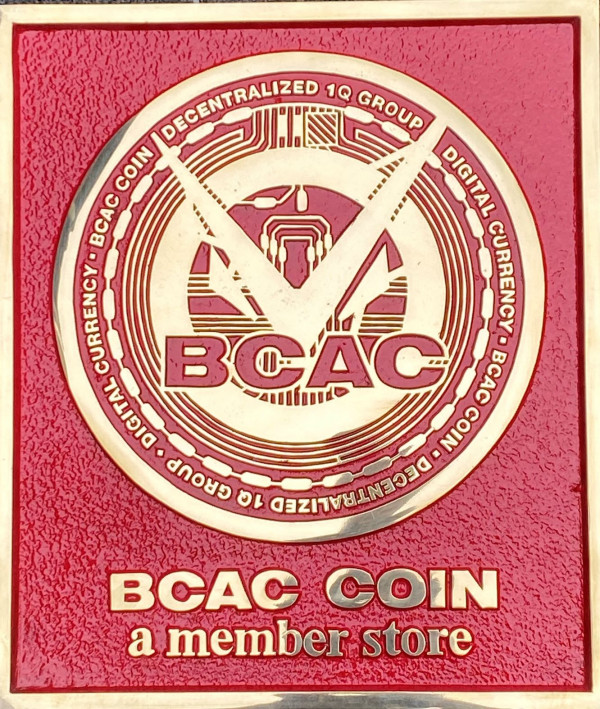 DECENTRALIZED 1Q GROUP
DIGITAL CURRENCY • BCAC COIN • DECENTRALIZED 1Q GROUP • DIGITAL CURRENCY • BCAC COIN
BCAC
BCAC COIN
a member store